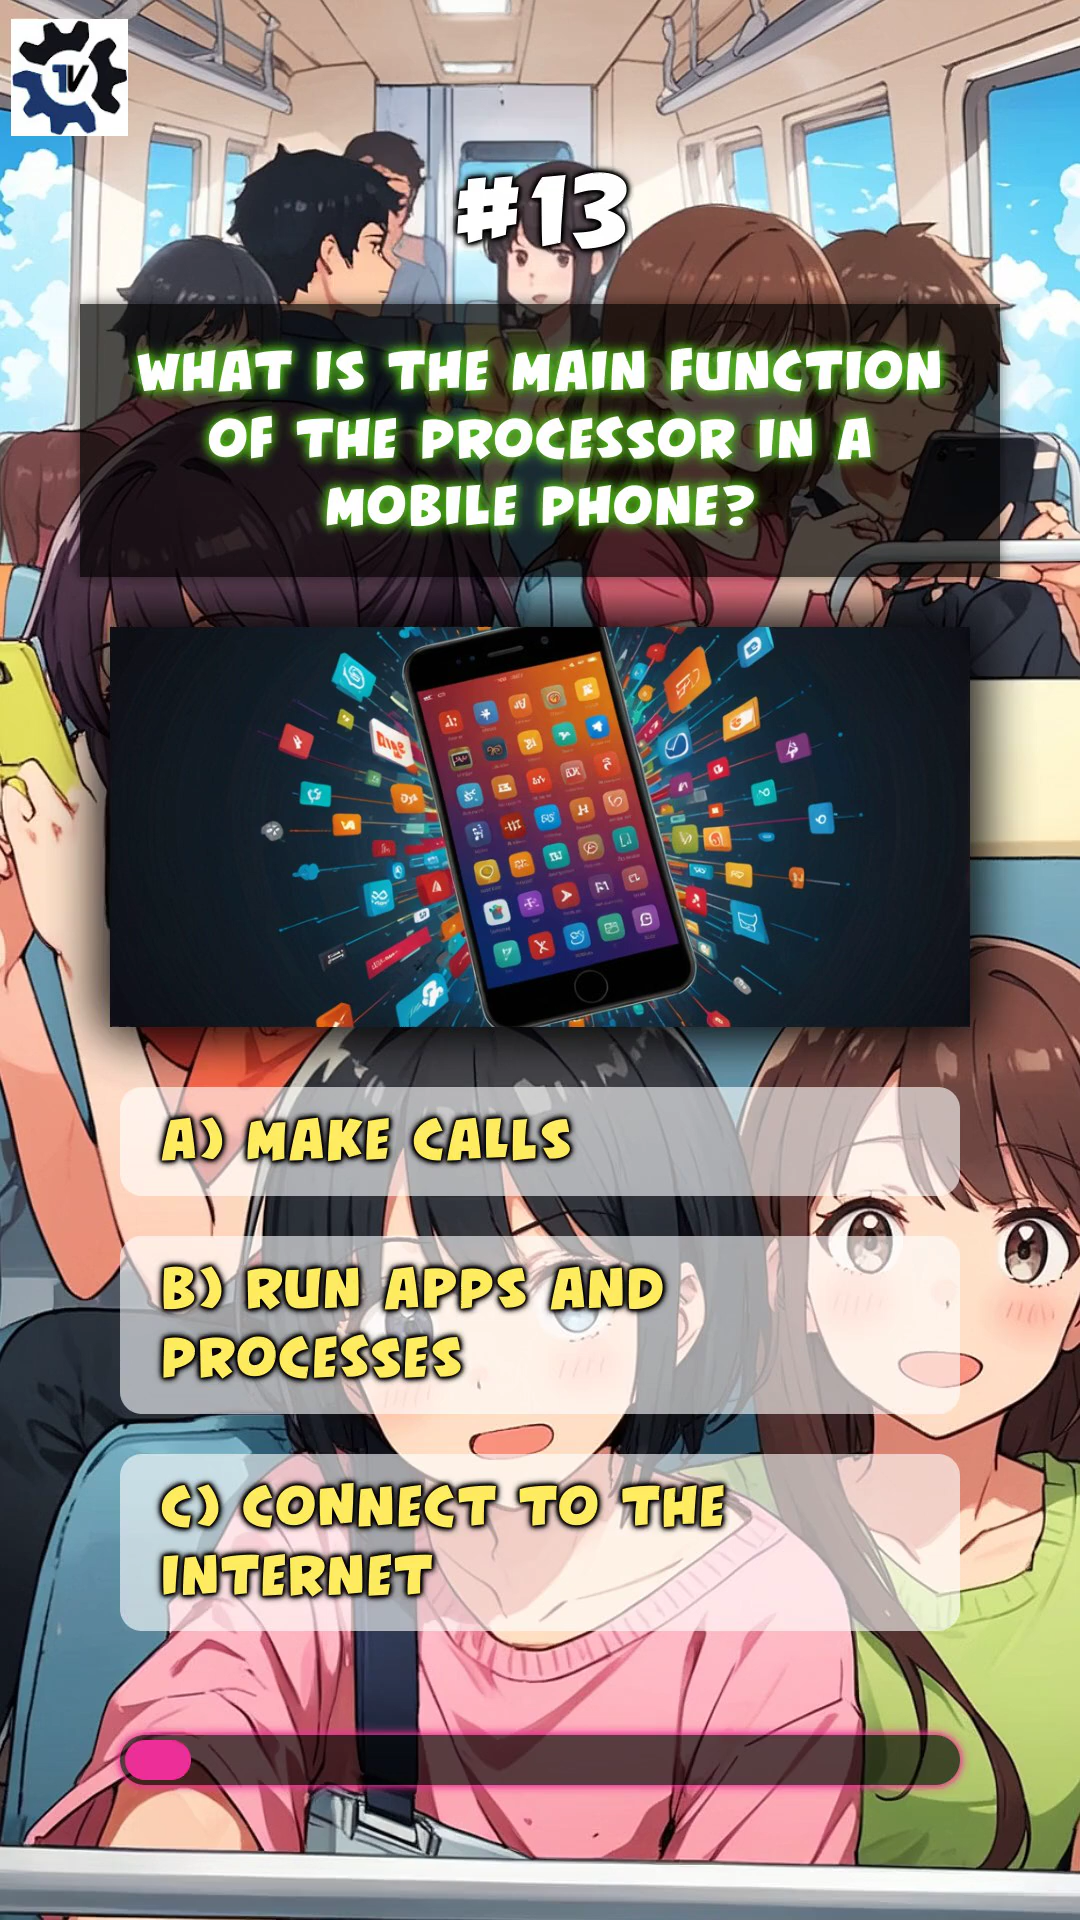 TV
#13
WHAT IS THE MAIN FUNCTION
OF THE PROCESSOR IN A
MOBILE PHONE?
A) MAKE CALLS
B) RUN APPS AND
PROCESSES
C) CONNECT TO THE
INTERNET